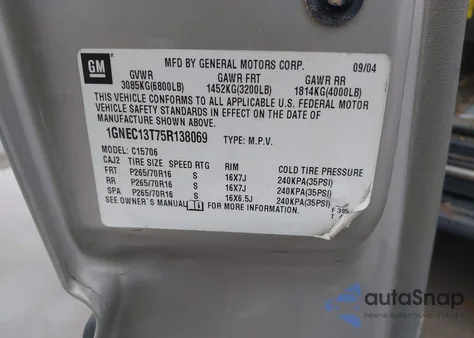 GM
MFD BY GENERAL MOTORS CORP. 09/04
GVWR GAWR FRT GAWR RR
3085KG(6800LB) 1452KG(3200LB) 1814KG(4000LB)
THIS VEHICLE CONFORMS TO ALL APPLICABLE U.S. FEDERAL MOTOR
VEHICLE SAFETY STANDARDS IN EFFECT ON THE DATE OF
MANUFACTURE SHOWN ABOVE.
1GNEC13T75R138069 TYPE: M.P.V.
MODEL: C15706
CAJ2 TIRE SIZE SPEED RTG RIM COLD TIRE PRESSURE
FRT P265/70R16 S 16X7J 240KPA(35PSI)
RR P265/70R16 S 16X7J 240KPA(35PSI)
SPA P265/70R16 S 16X6.5J 240KPA(35PSI)
SEE OWNER'S MANUAL FOR MORE INFORMATION.
autoSnap